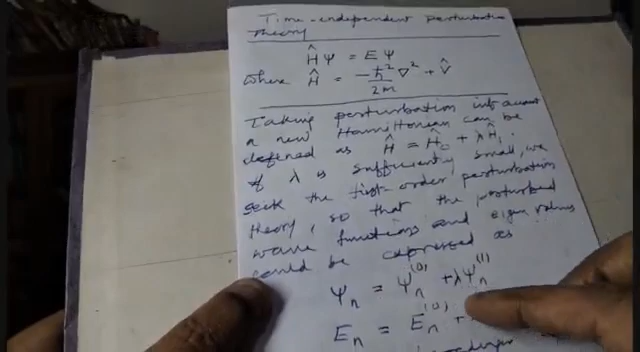 Time-independent perturbation
theory
Ĥψ = Eψ
where Ĥ = -ħ²/2m ∇² + V̂
Taking perturbation into account
a new Hamiltonian can be
defined as Ĥ = Ĥ₀ + λĤ₁.
If λ is sufficiently small, we
seek the first-order perturbation
theory, so that the perturbed
wave functions and eigen values
could be expressed as
ψₙ = ψₙ⁽⁰⁾ + λψₙ⁽¹⁾
Eₙ = Eₙ⁽⁰⁾ +